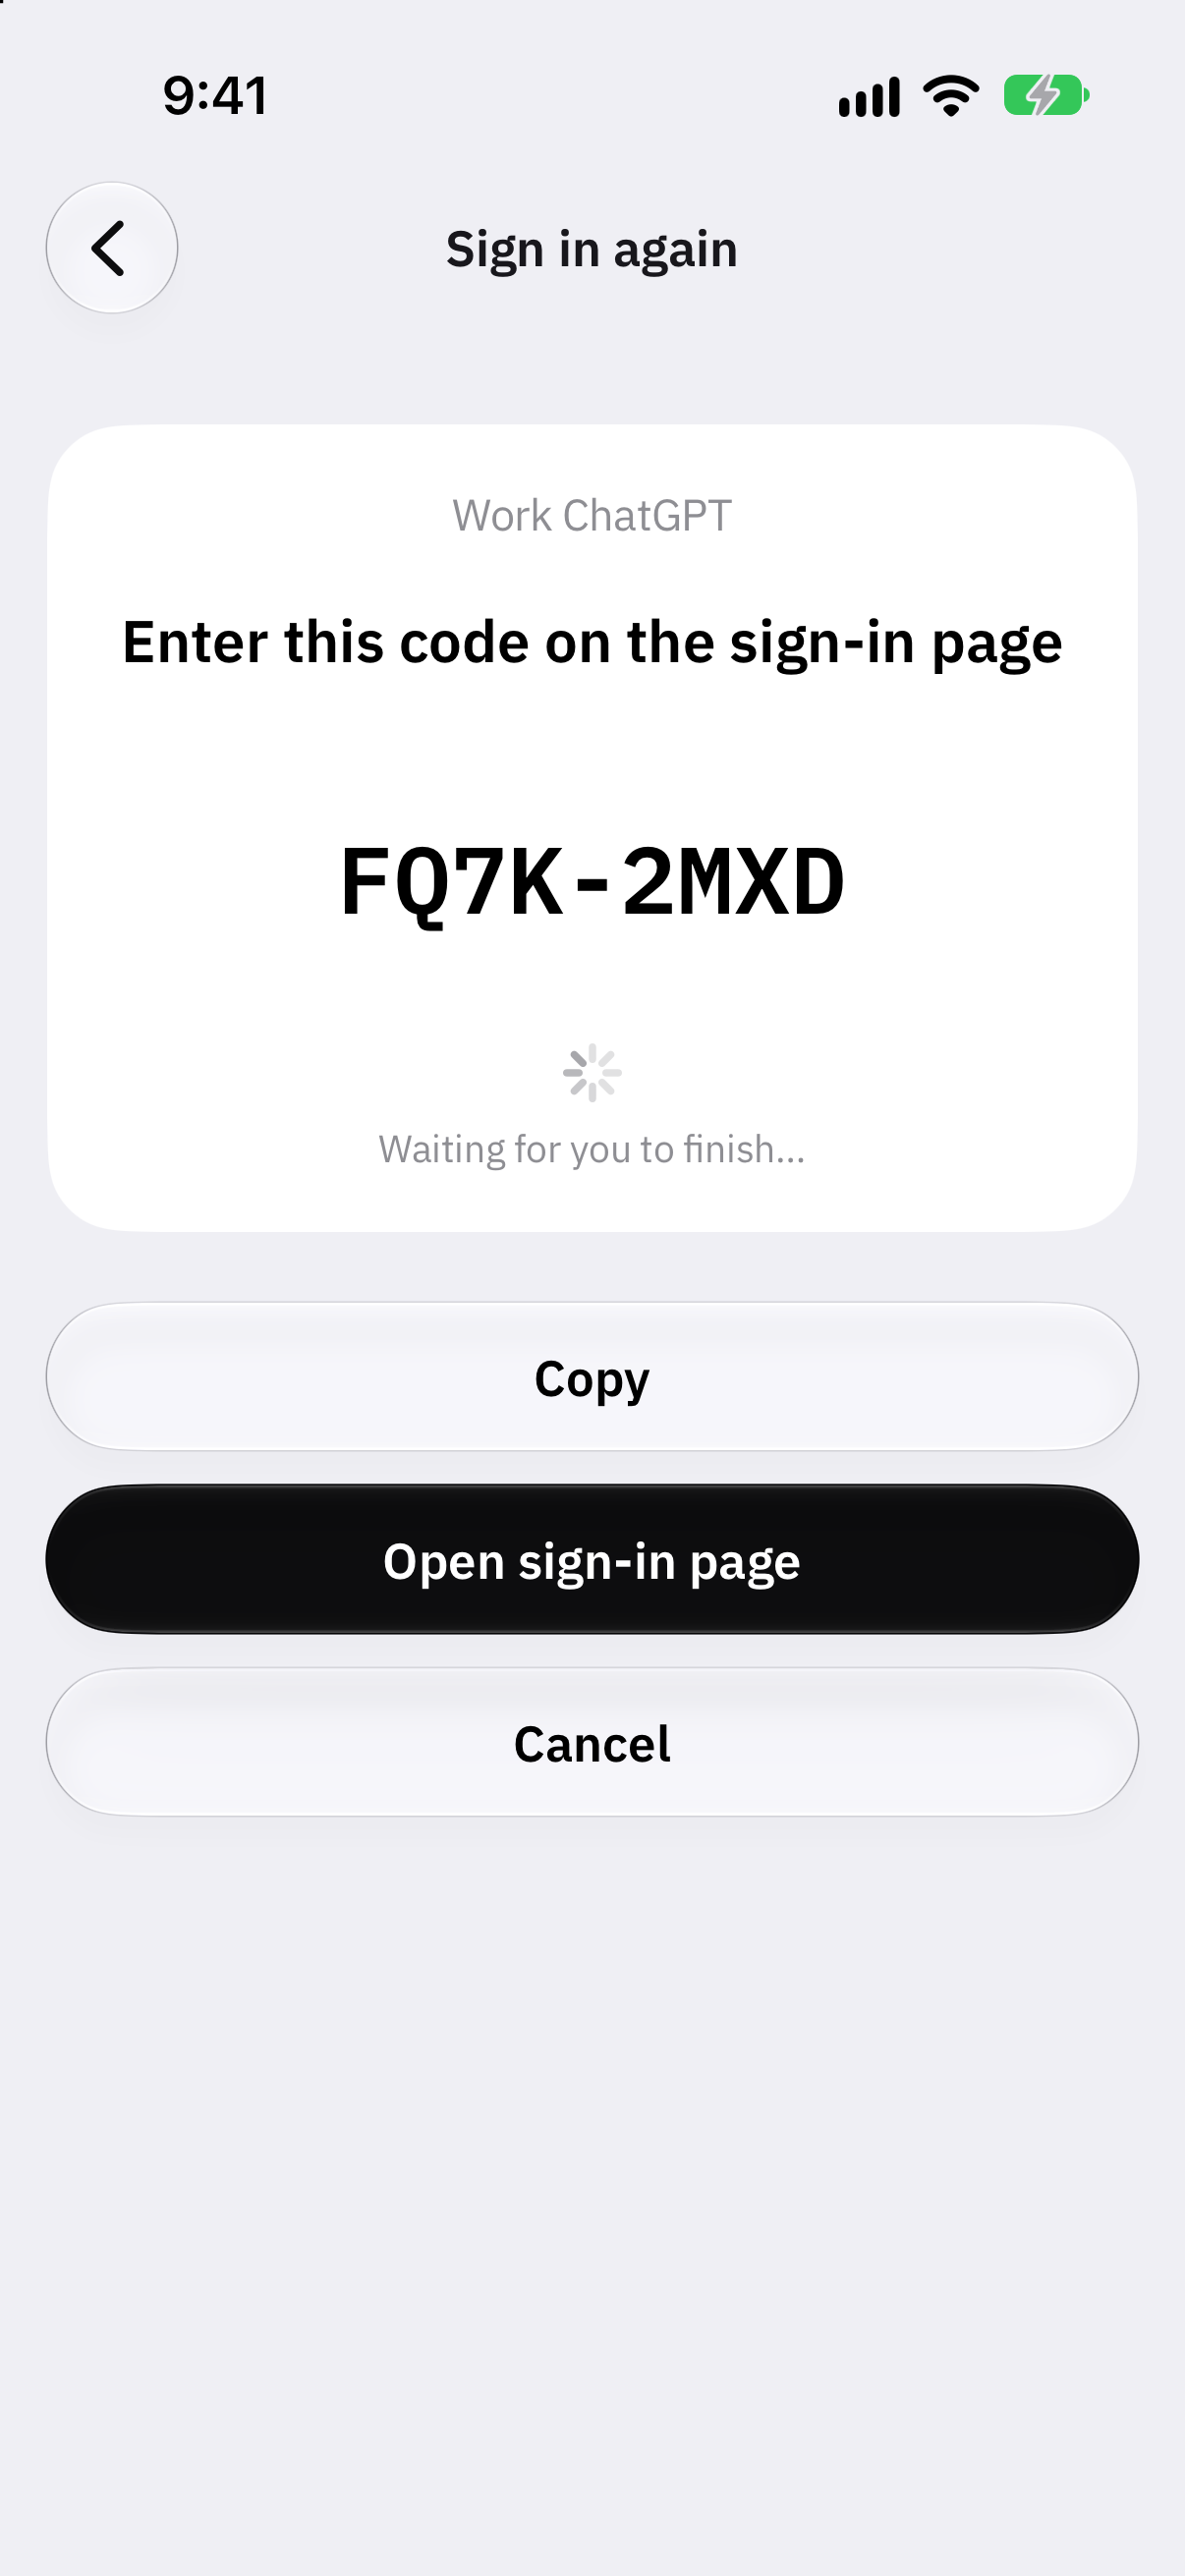 9:41
Sign in again
Work ChatGPT
Enter this code on the sign-in page
FQ7K-2MXD
Waiting for you to finish...
Copy
Open sign-in page
Cancel